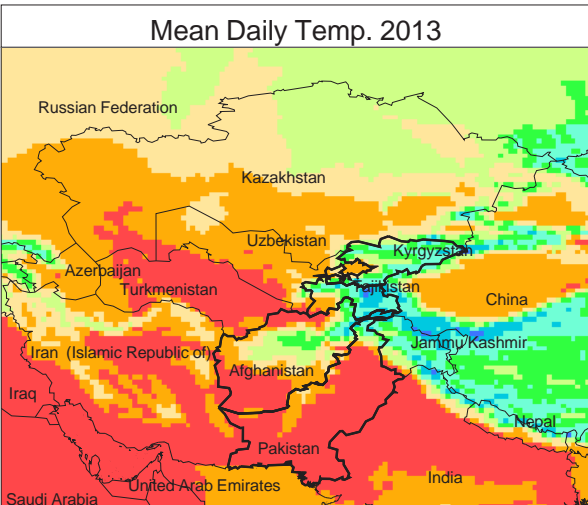 Mean Daily Temp. 2013
Russian Federation
Kazakhstan
Uzbekistan
Kyrgyzstan
Azerbaijan
Turkmenistan
Tajikistan
China
Iran (Islamic Republic of)
Jammu/Kashmir
Afghanistan
Iraq
Nepal
Pakistan
India
United Arab Emirates
Saudi Arabia